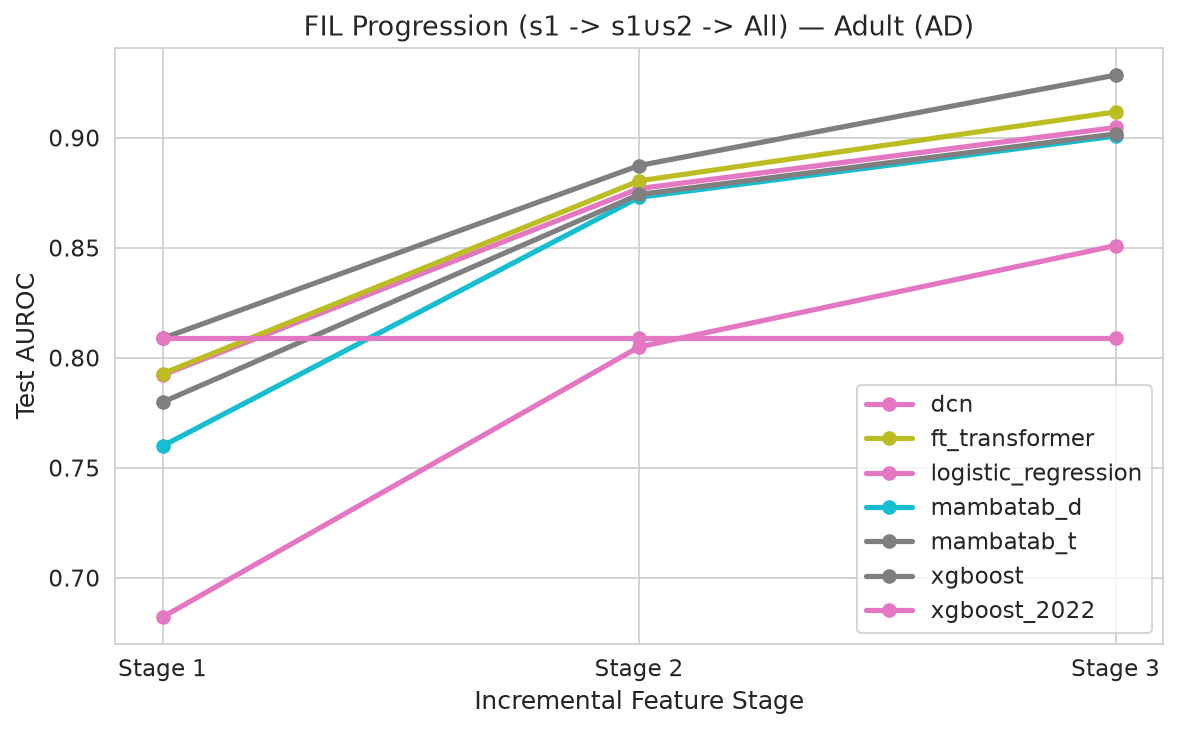 FIL Progression (s1 -> s1∪s2 -> All) — Adult (AD)
Test AUROC
0.90
0.85
0.80
0.75
0.70
dcn
ft_transformer
logistic_regression
mambatab_d
mambatab_t
xgboost
xgboost_2022
Stage 1
Stage 2
Stage 3
Incremental Feature Stage